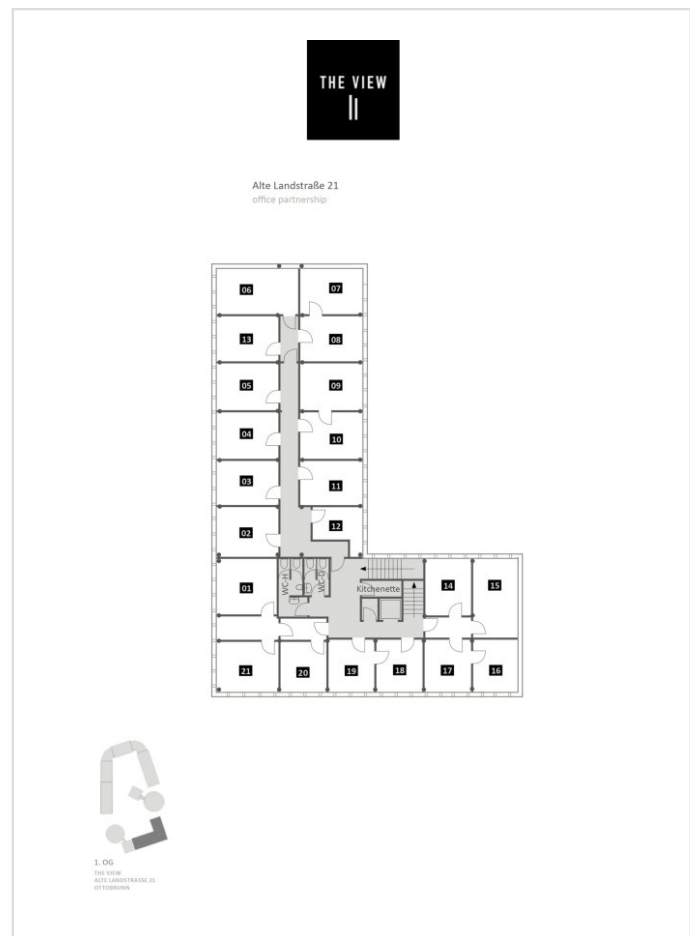 THE VIEW
Alte Landstraße 21
office partnership
06
07
13
08
05
09
04
10
03
11
02
12
01
WC-H
WC-D
Kitchenette
14
15
21
20
19
18
17
16
1. OG
THE VIEW
ALTE LANDSTRASSE 21
OTTOBRUNN